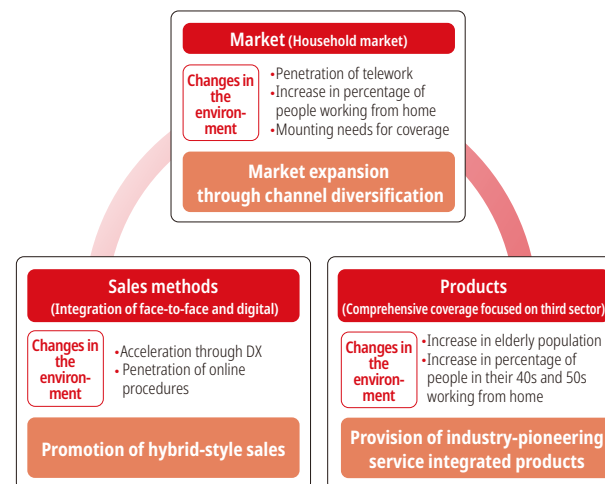 Market (Household market)
Changes in
the
environ-
ment
•Penetration of telework
•Increase in percentage of
people working from home
•Mounting needs for coverage
Market expansion
through channel diversification
Sales methods
(Integration of face-to-face and digital)
Changes in
the
environ-
ment
•Acceleration through DX
•Penetration of online
procedures
Promotion of hybrid-style sales
Products
(Comprehensive coverage focused on third sector)
Changes in
the
environ-
ment
•Increase in elderly population
•Increase in percentage of
people in their 40s and 50s
working from home
Provision of industry-pioneering
service integrated products